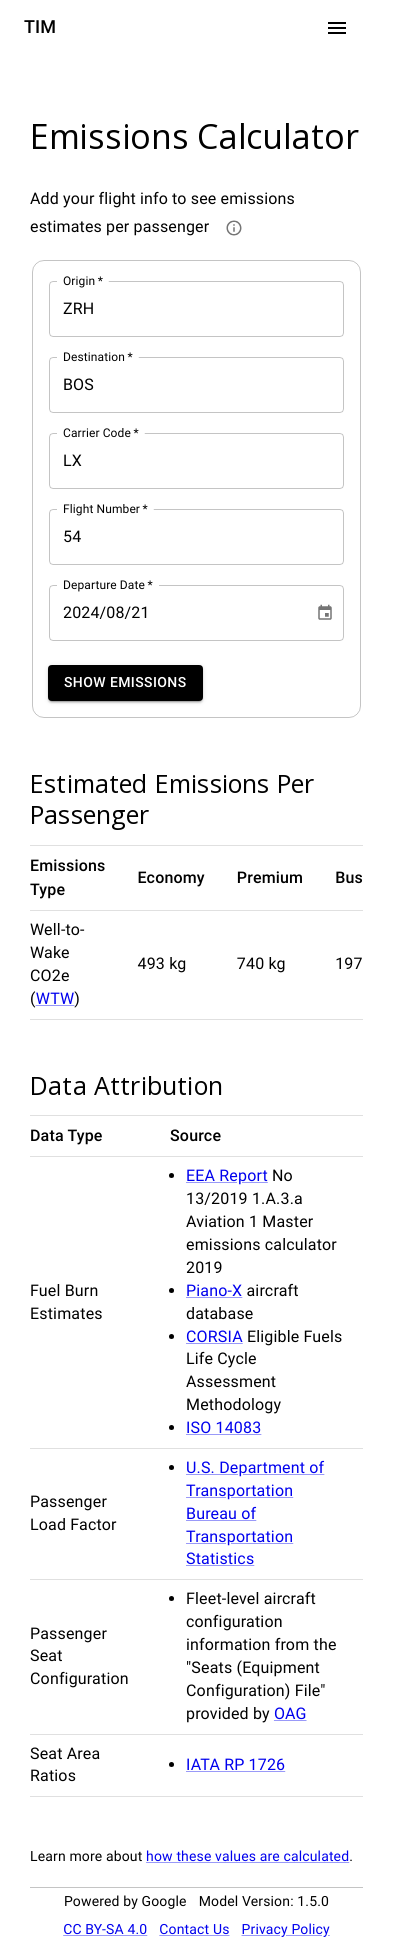 TIM
Emissions Calculator
Add your flight info to see emissions
estimates per passenger
Origin *
ZRH
Destination *
BOS
Carrier Code *
LX
Flight Number *
54
Departure Date *
2024/08/21
SHOW EMISSIONS
Estimated Emissions Per
Passenger
Emissions
Type
Economy
Premium
Bus
Well-to-
Wake
CO2e
(WTW)
493 kg
740 kg
197
Data Attribution
Data Type
Source
Fuel Burn
Estimates
EEA Report No
13/2019 1.A.3.a
Aviation 1 Master
emissions calculator
2019
Piano-X aircraft
database
CORSIA Eligible Fuels
Life Cycle
Assessment
Methodology
ISO 14083
Passenger
Load Factor
U.S. Department of
Transportation
Bureau of
Transportation
Statistics
Passenger
Seat
Configuration
Fleet-level aircraft
configuration
information from the
"Seats (Equipment
Configuration) File"
provided by OAG
Seat Area
Ratios
IATA RP 1726
Learn more about how these values are calculated.
Powered by Google Model Version: 1.5.0
CC BY-SA 4.0 Contact Us Privacy Policy